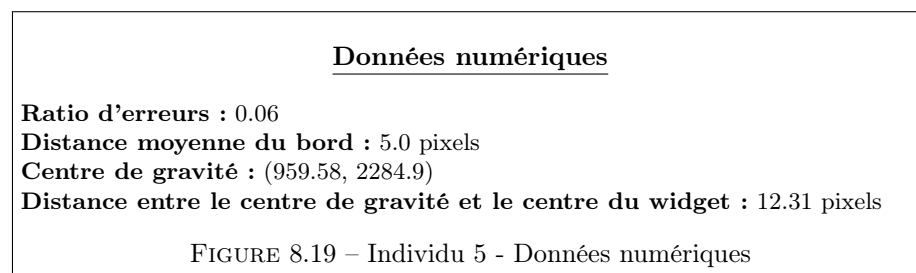 Données numériques
Ratio d'erreurs : 0.06
Distance moyenne du bord : 5.0 pixels
Centre de gravité : (959.58, 2284.9)
Distance entre le centre de gravité et le centre du widget : 12.31 pixels
FIGURE 8.19 – Individu 5 - Données numériques